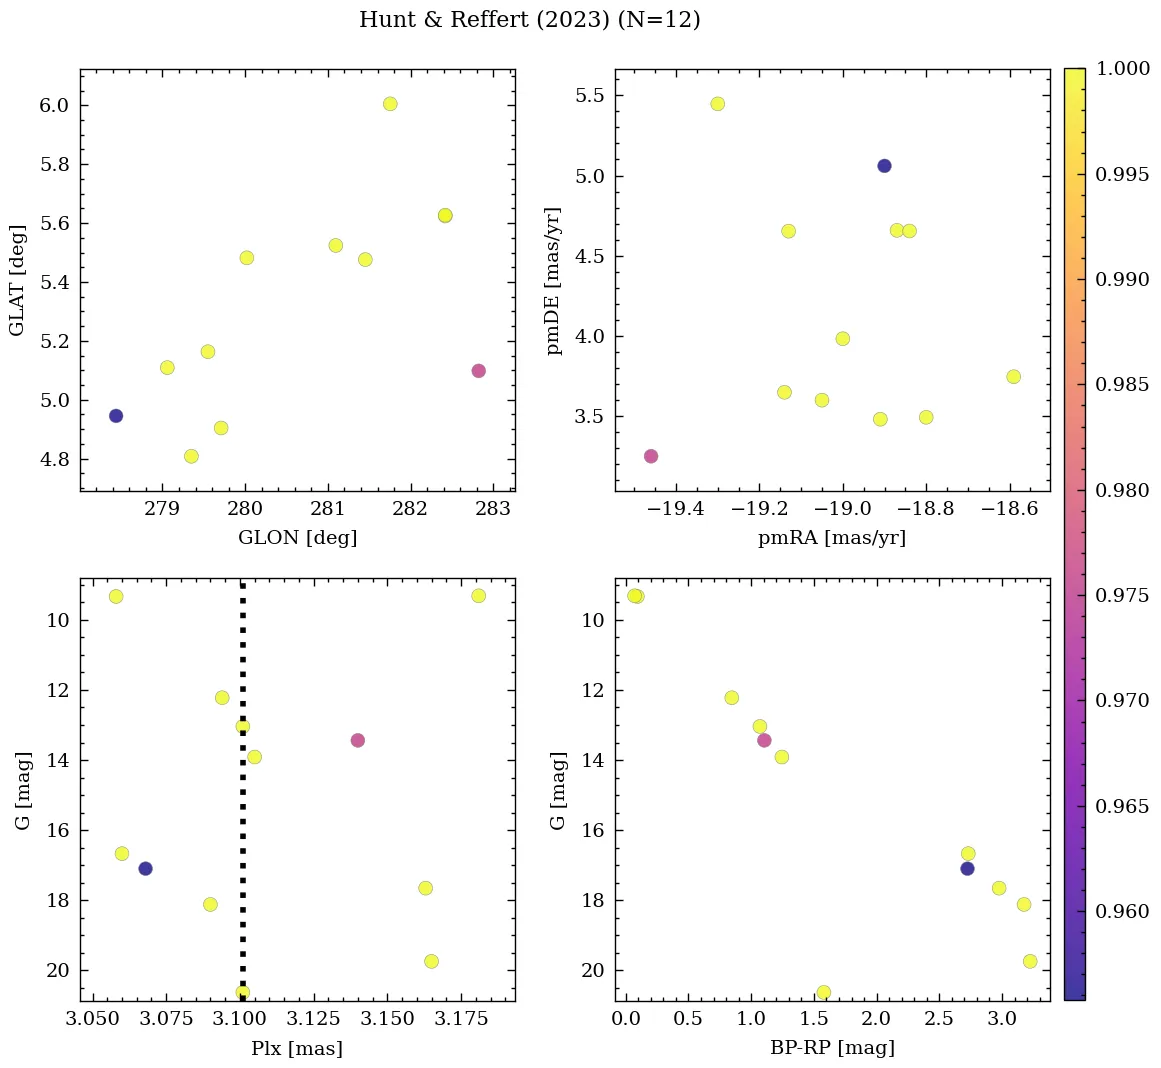 Hunt & Reffert (2023) (N=12)
6.0
5.8
5.6
5.4
5.2
5.0
4.8
GLAT [deg]
279 280 281 282 283
GLON [deg]
5.5
5.0
4.5
4.0
3.5
pmDE [mas/yr]
−19.4 −19.2 −19.0 −18.8 −18.6
pmRA [mas/yr]
10
12
14
16
18
20
G [mag]
3.050 3.075 3.100 3.125 3.150 3.175
Plx [mas]
10
12
14
16
18
20
G [mag]
0.0 0.5 1.0 1.5 2.0 2.5 3.0
BP-RP [mag]
1.000
0.995
0.990
0.985
0.980
0.975
0.970
0.965
0.960